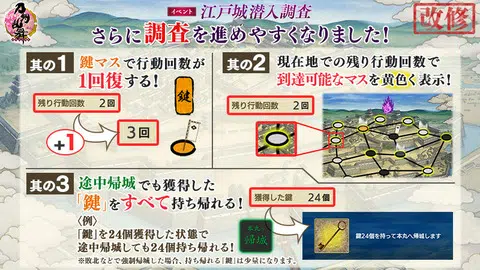 刀剣乱舞
イベント 江戸城潜入調査
改修
さらに調査を進めやすくなりました！
其の1 鍵マスで行動回数が
1回復する！
残り行動回数 2回
+1
3回
鍵
其の2 現在地での残り行動回数で
到達可能なマスを黄色く表示！
残り行動回数 2回
其の3 途中帰城でも獲得した
「鍵」をすべて持ち帰れる！
〈例〉
「鍵」を24個獲得した状態で
途中帰城しても24個持ち帰れる！
※敗北などで強制帰城した場合、持ち帰れる「鍵」は少量になります。
獲得した鍵 24個
本丸
帰城
鍵24個を持って本丸へ帰城します